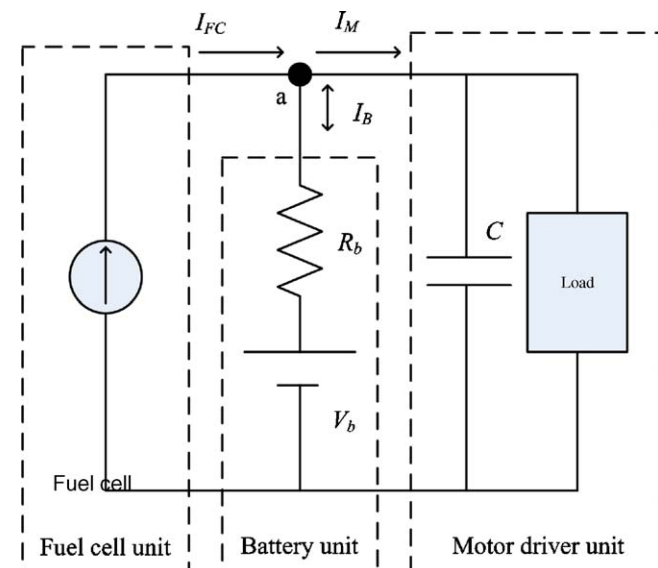 I_FC
I_M
a
I_B
R_b
C
Load
V_b
Fuel cell
Fuel cell unit
Battery unit
Motor driver unit